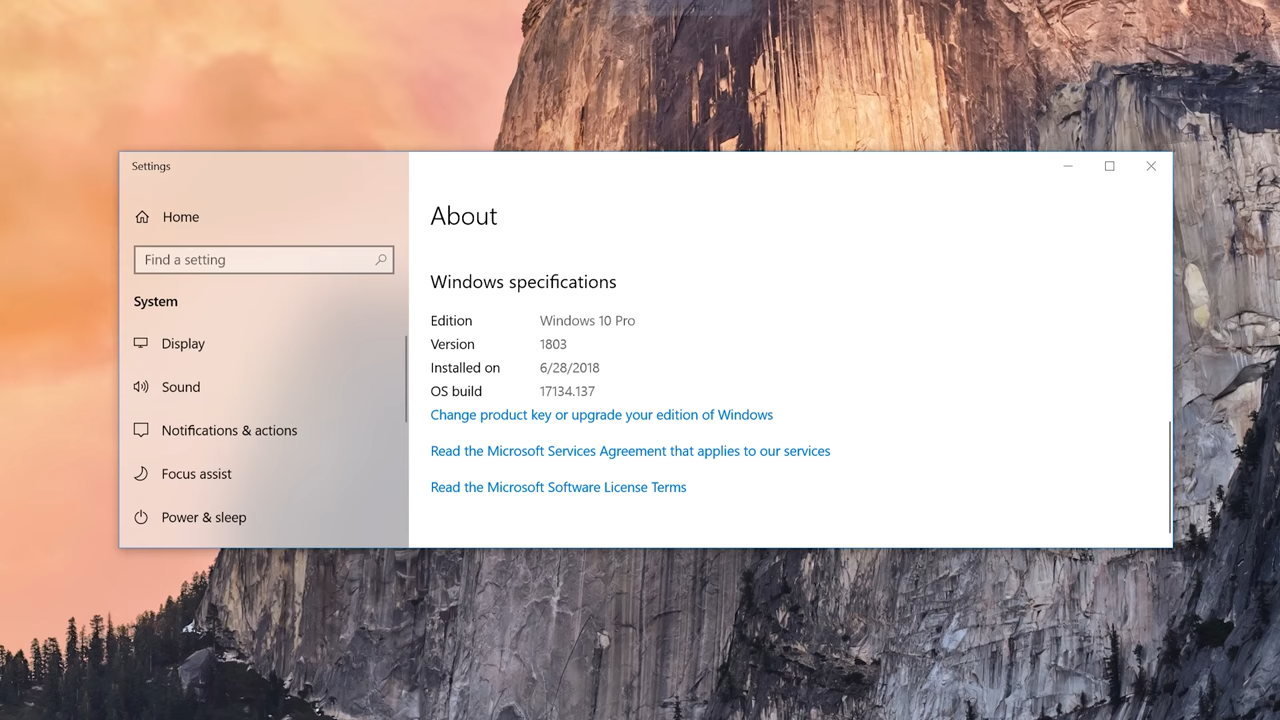 Settings
Home
Find a setting
System
Display
Sound
Notifications & actions
Focus assist
Power & sleep
About
Windows specifications
Edition Windows 10 Pro
Version 1803
Installed on 6/28/2018
OS build 17134.137
Change product key or upgrade your edition of Windows
Read the Microsoft Services Agreement that applies to our services
Read the Microsoft Software License Terms